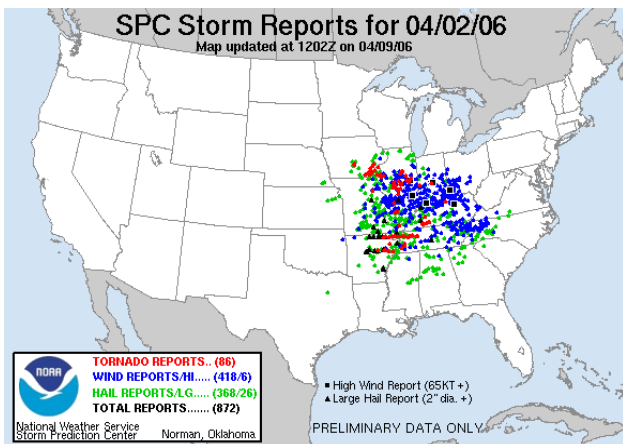 SPC Storm Reports for 04/02/06
Map updated at 1202Z on 04/09/06
TORNADO REPORTS.. (86)
WIND REPORTS/HI..... (418/6)
HAIL REPORTS/LG..... (368/26)
TOTAL REPORTS....... (872)
NOAA
National Weather Service
Storm Prediction Center Norman, Oklahoma
■ High Wind Report (65KT +)
▲ Large Hail Report (2" dia. +)
PRELIMINARY DATA ONLY